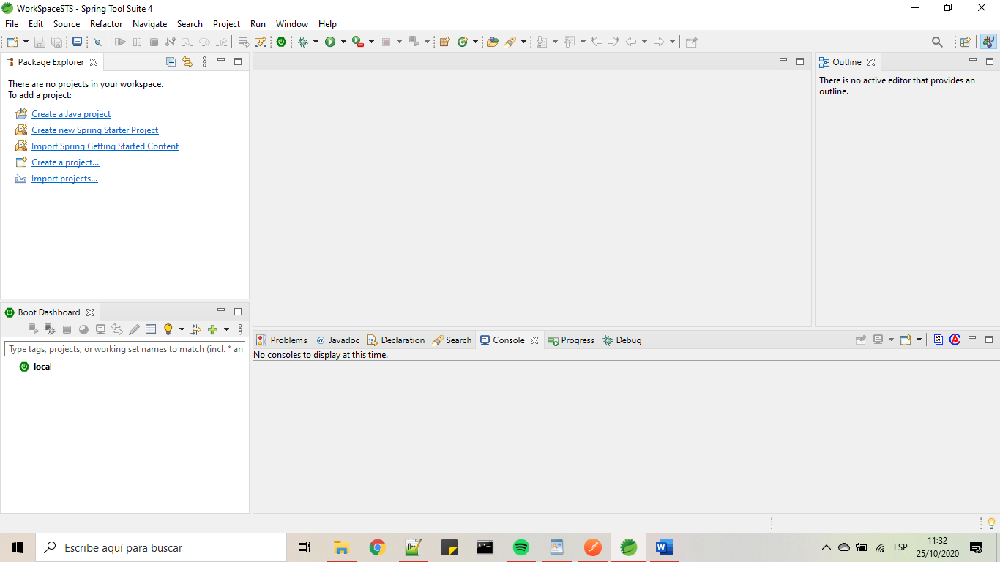 WorkSpaceSTS - Spring Tool Suite 4
File Edit Source Refactor Navigate Search Project Run Window Help
Package Explorer
There are no projects in your workspace.
To add a project:
Create a Java project
Create new Spring Starter Project
Import Spring Getting Started Content
Create a project...
Import projects...
Outline
There is no active editor that provides an
outline.
Boot Dashboard
Type tags, projects, or working set names to match (incl. * an
local
Problems @ Javadoc Declaration Search Console Progress Debug
No consoles to display at this time.
Escribe aquí para buscar
ESP
11:32
25/10/2020